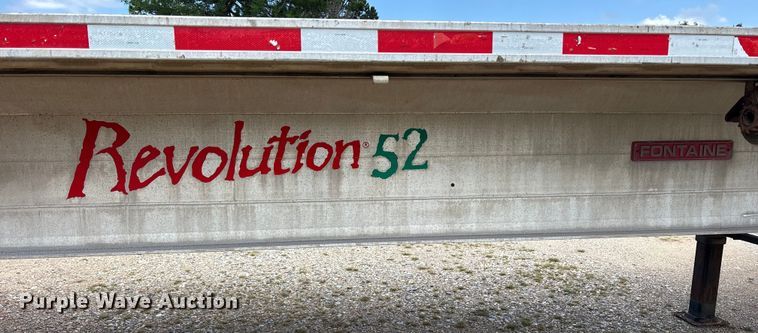 Revolution® 52
FONTAINE
Purple Wave Auction